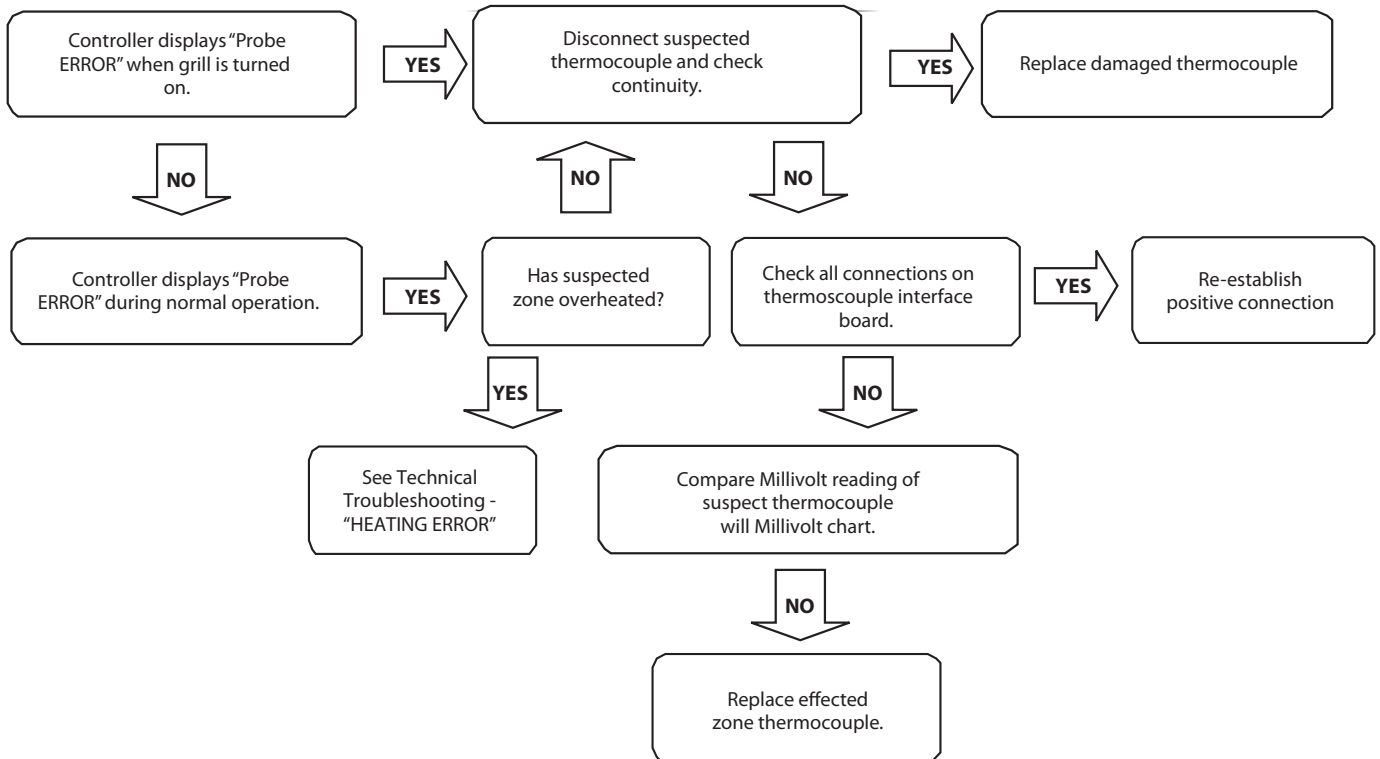 Controller displays “Probe
ERROR” when grill is turned
on.
YES
Disconnect suspected
thermocouple and check
continuity.
YES
Replace damaged thermocouple
NO
NO
NO
Controller displays “Probe
ERROR” during normal operation.
YES
Has suspected
zone overheated?
Check all connections on
thermoscouple interface
board.
YES
Re-establish
positive connection
YES
NO
See Technical
Troubleshooting -
“HEATING ERROR”
Compare Millivolt reading of
suspect thermocouple
will Millivolt chart.
NO
Replace effected
zone thermocouple.